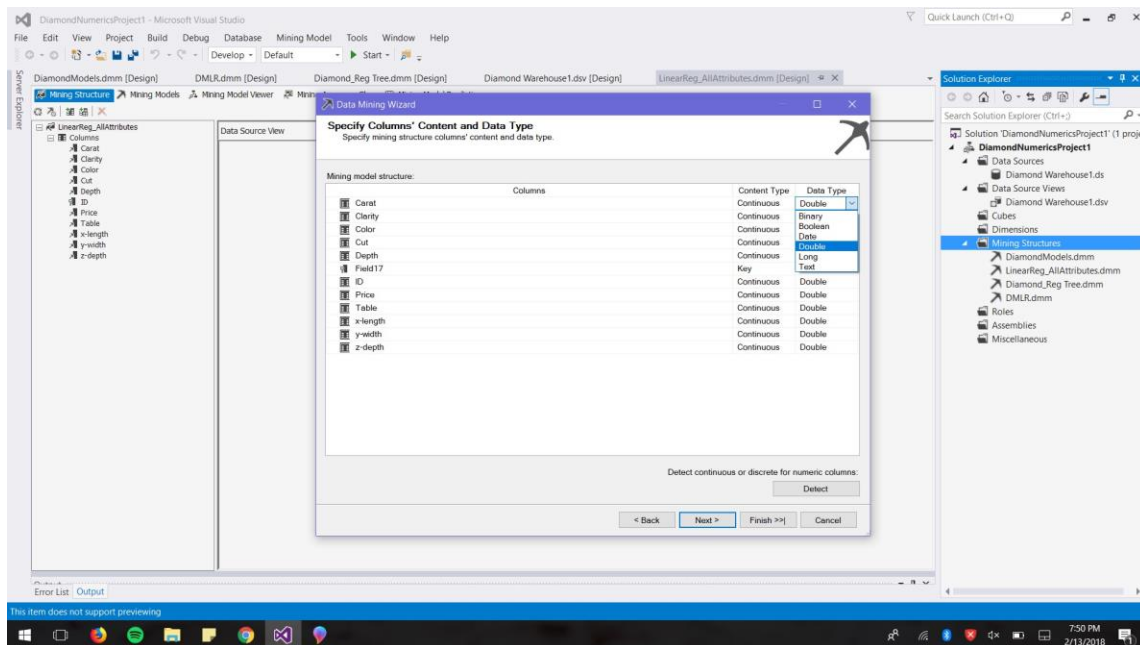 DiamondNumericsProject1 - Microsoft Visual Studio
Quick Launch (Ctrl+Q)
File Edit View Project Build Debug Database Mining Model Tools Window Help
Develop - Default
Start
Server Explorer
DiamondModels.dmm [Design] DMLR.dmm [Design] Diamond_Reg Tree.dmm [Design] Diamond Warehouse1.dsv [Design] LinearReg_AllAttributes.dmm [Design]
Mining Structure Mining Models Mining Model Viewer
LinearReg_AllAttributes
Columns
Carat
Clarity
Color
Cut
Depth
ID
Price
Table
x-length
y-width
z-depth
Data Source View
Data Mining Wizard
Specify Columns' Content and Data Type
Specify mining structure columns' content and data type.
Mining model structure:
Columns Content Type Data Type
Carat Continuous Double
Clarity Continuous
Color Continuous
Cut Continuous
Depth Continuous
Field17 Key
ID Continuous Double
Price Continuous Double
Table Continuous Double
x-length Continuous Double
y-width Continuous Double
z-depth Continuous Double
Binary
Boolean
Date
Double
Long
Text
Detect continuous or discrete for numeric columns:
Detect
< Back Next > Finish >>| Cancel
Solution Explorer
Search Solution Explorer (Ctrl+;)
Solution 'DiamondNumericsProject1' (1 proj
DiamondNumericsProject1
Data Sources
Diamond Warehouse1.ds
Data Source Views
Diamond Warehouse1.dsv
Cubes
Dimensions
Mining Structures
DiamondModels.dmm
LinearReg_AllAttributes.dmm
Diamond_Reg Tree.dmm
DMLR.dmm
Roles
Assemblies
Miscellaneous
Error List Output
This item does not support previewing
7:50 PM
2/13/2018